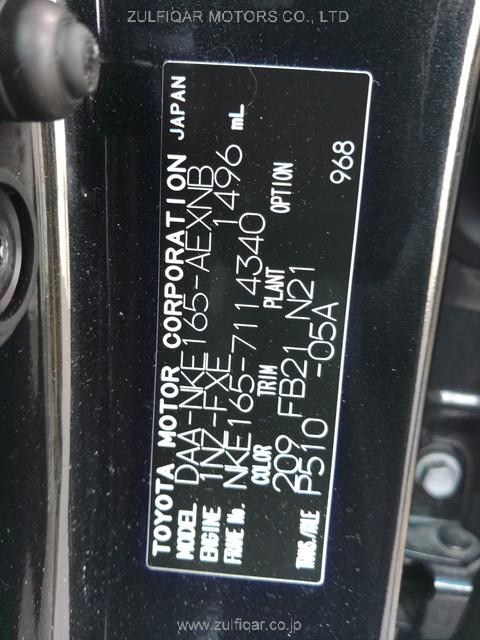 ZULFIQAR MOTORS CO., LTD
TOYOTA MOTOR CORPORATION JAPAN
MODEL DAA-NKE165-AEXNB
ENGINE 1NZ-FXE 1496 mL
FRAME No. NKE165-7114340
COLOR TRIM PLANT OPTION
209 FB21 N21
TRANS./AXLE P510 -05A 968
www.zulfiqar.co.jp